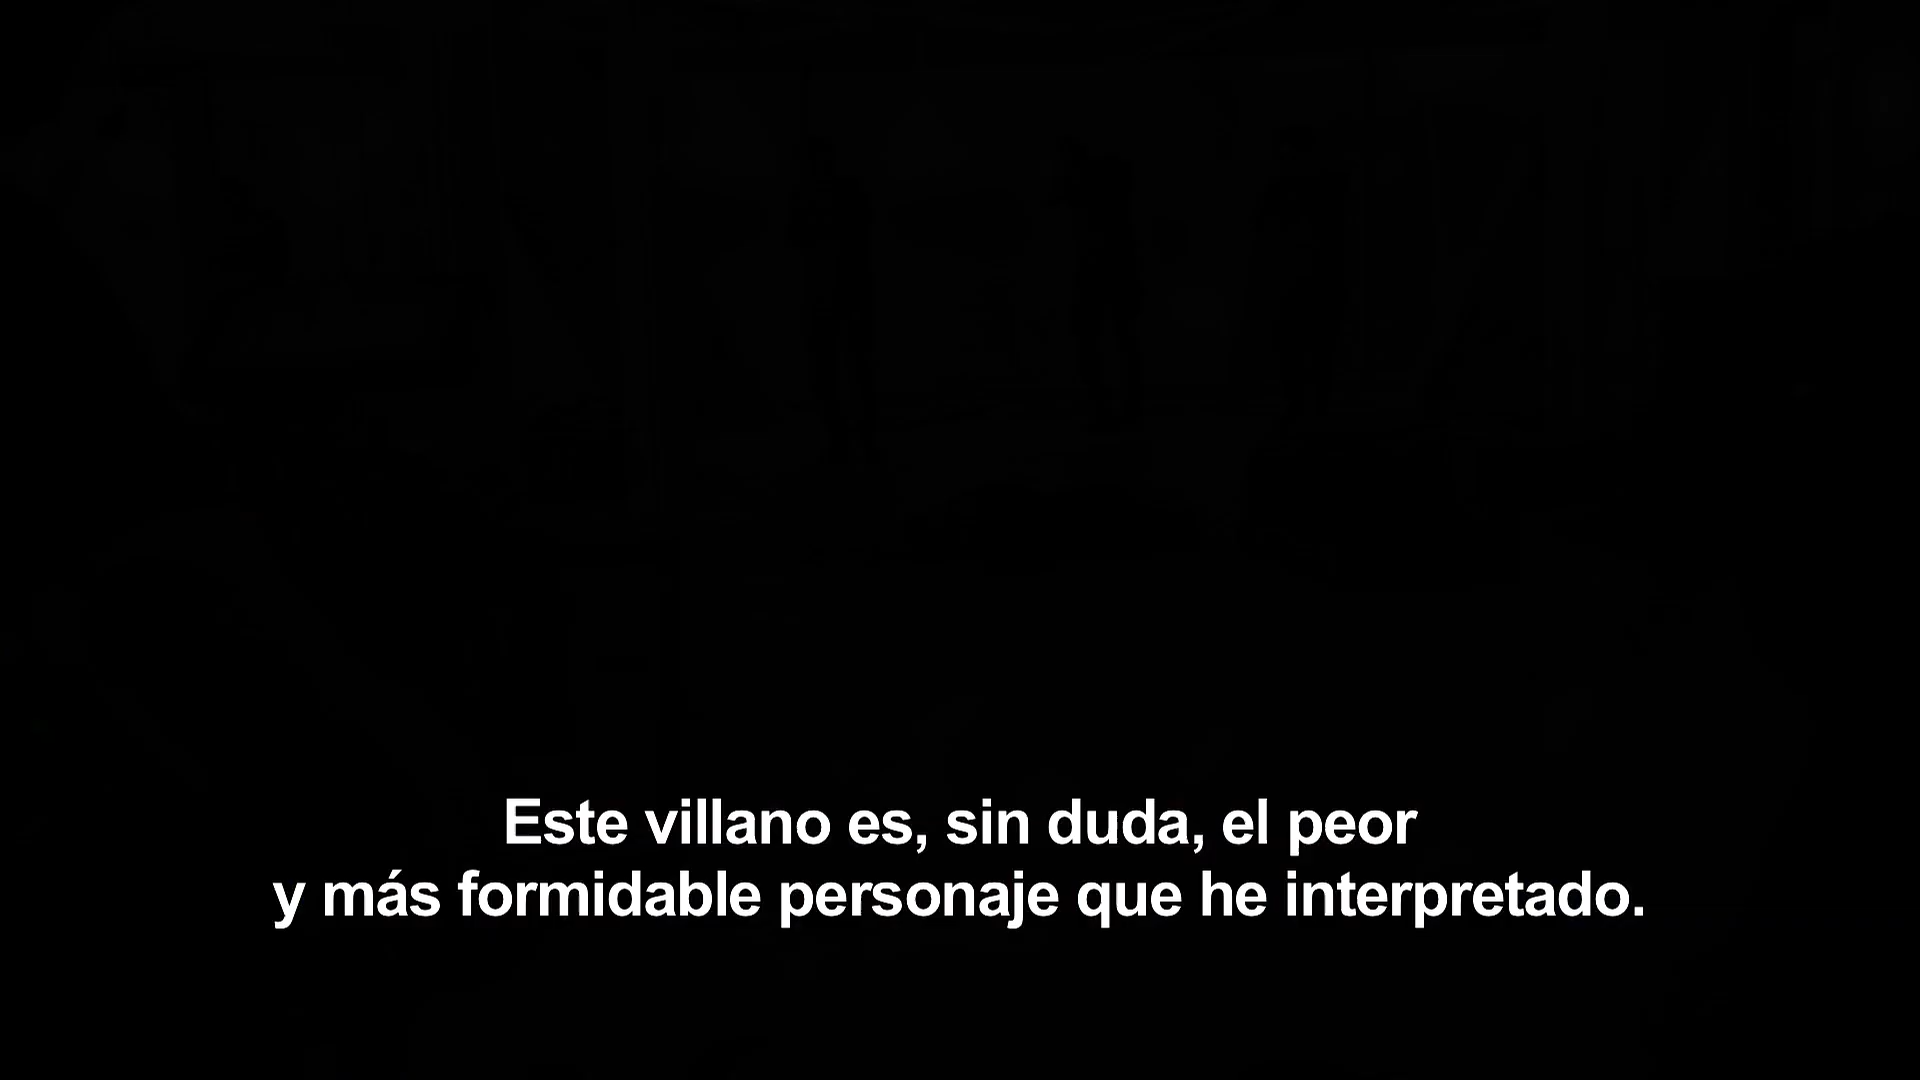 Este villano es, sin duda, el peor
y más formidable personaje que he interpretado.